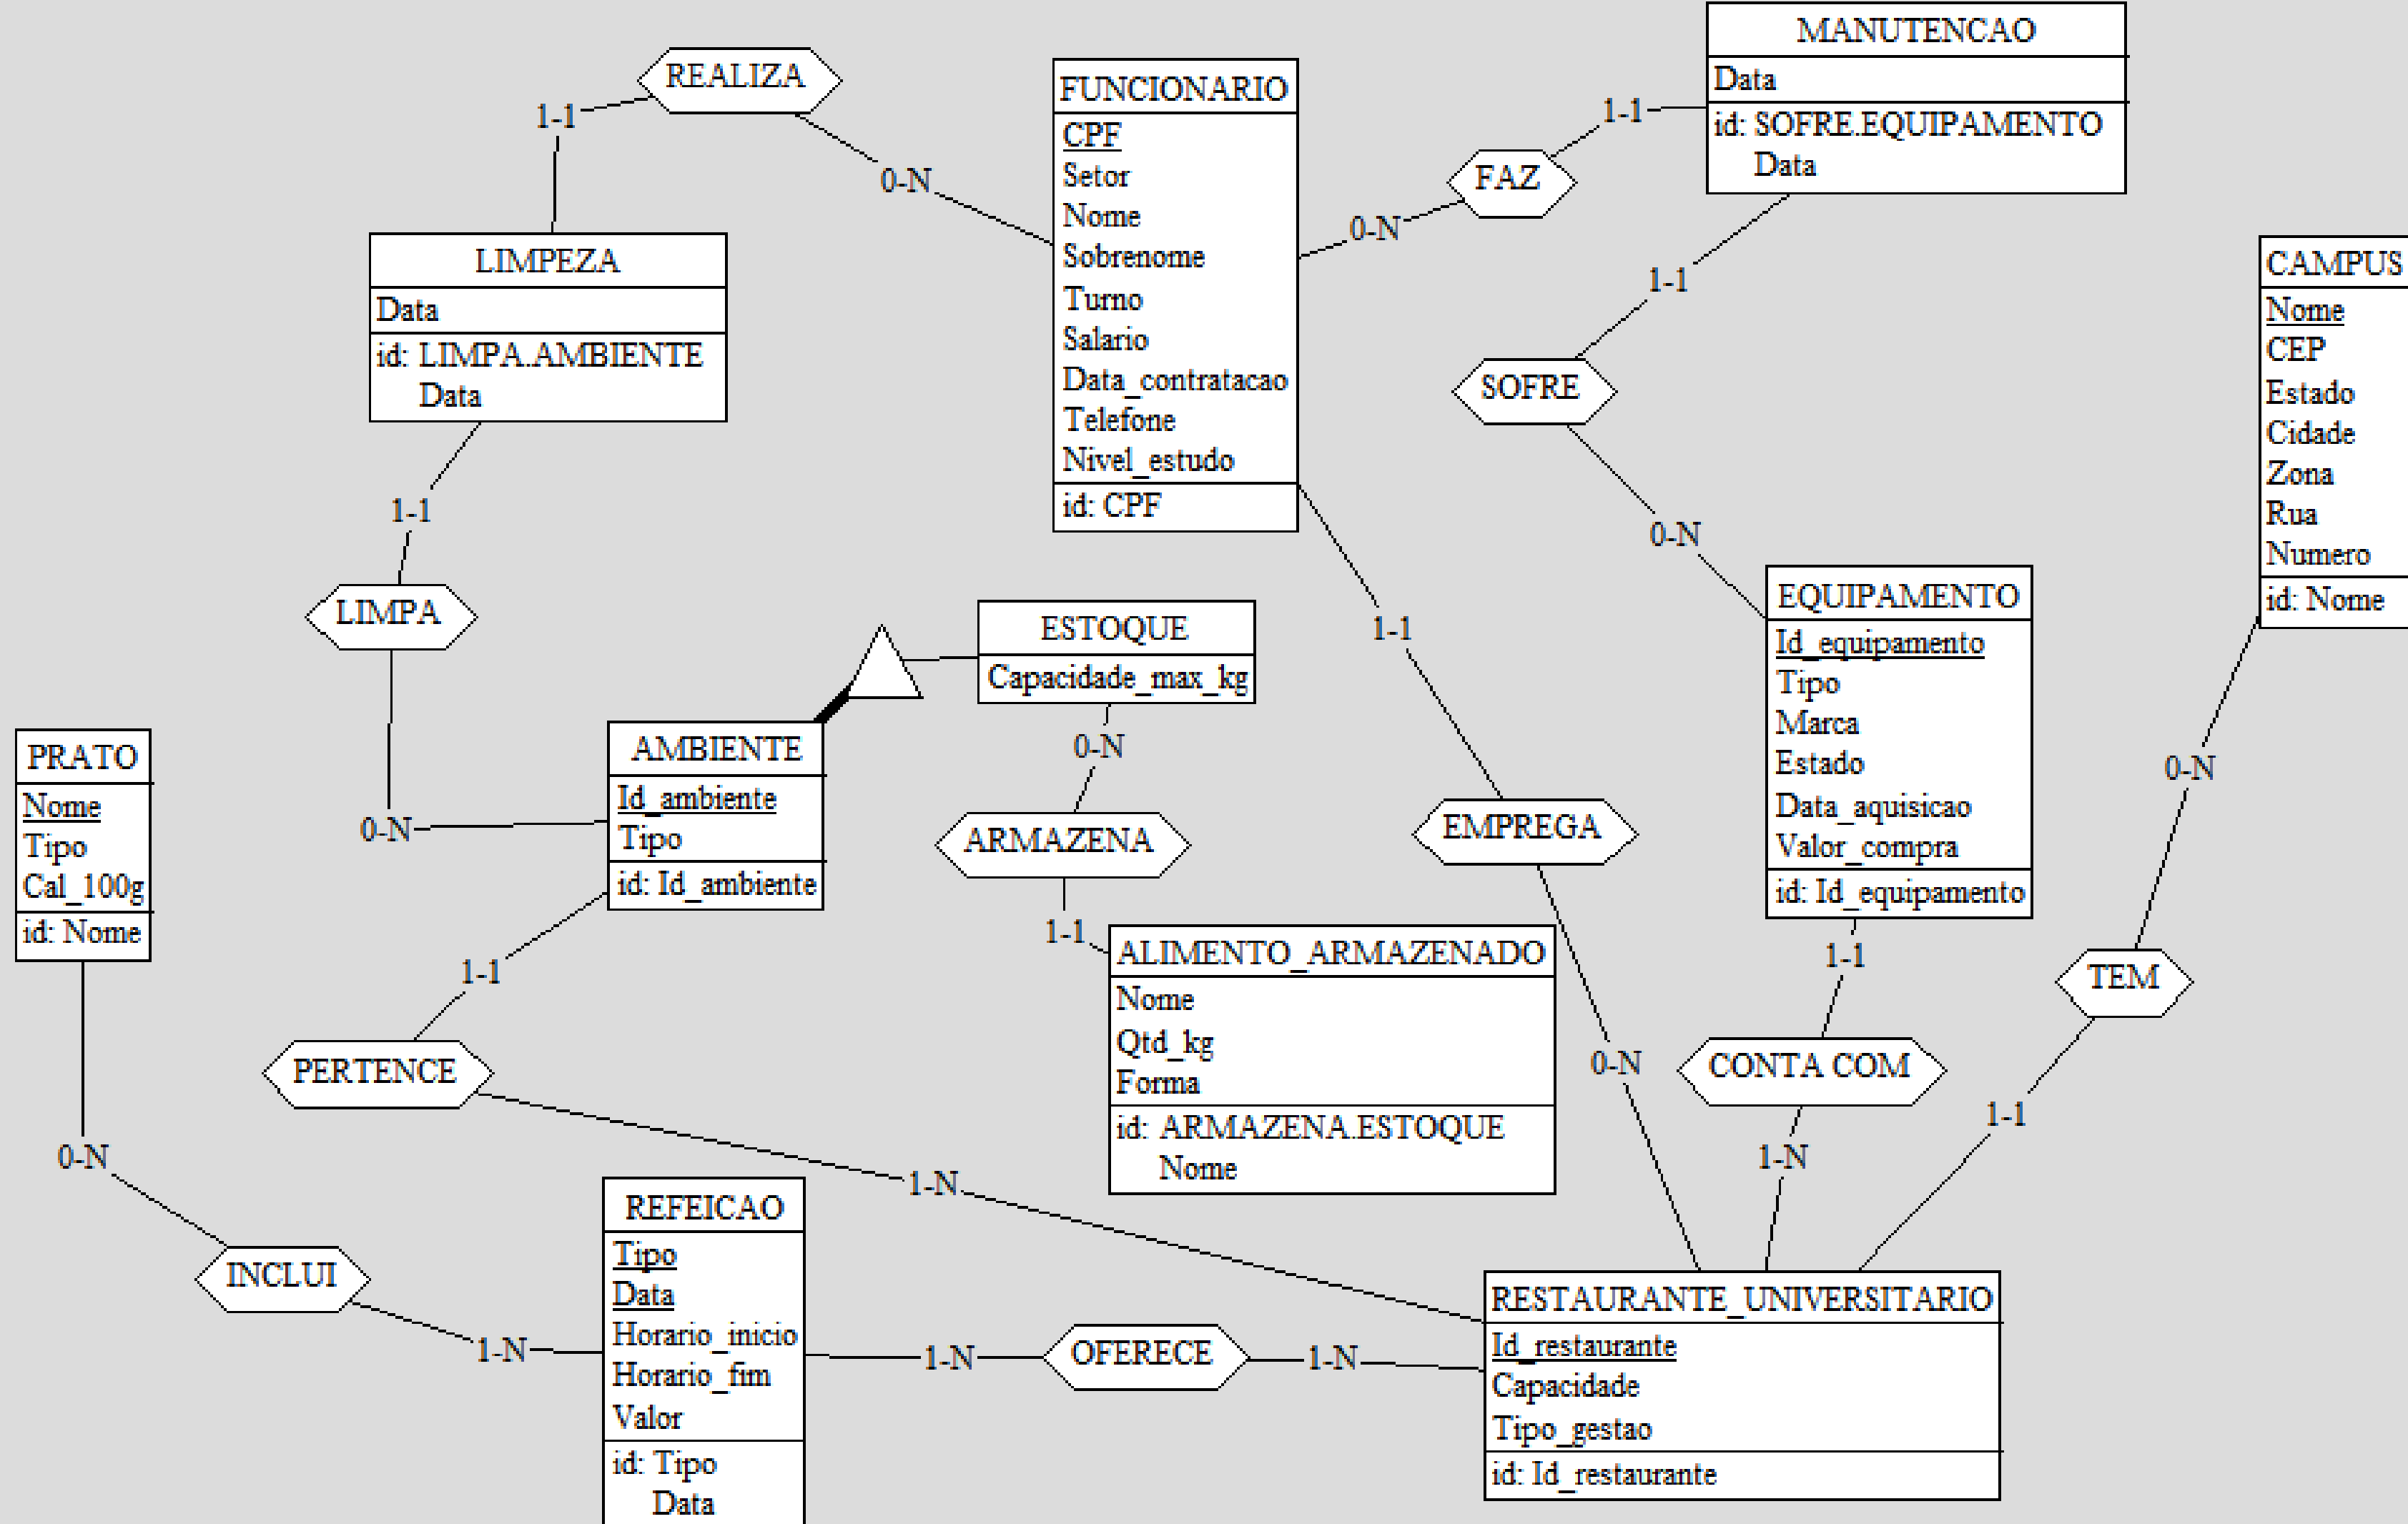 MANUTENCAO
Data
id: SOFRE.EQUIPAMENTO
Data
REALIZA
1-1
0-N
FUNCIONARIO
CPF
Setor
Nome
Sobrenome
Turno
Salario
Data_contratacao
Telefone
Nivel_estudo
id: CPF
1-1
FAZ
0-N
LIMPEZA
Data
id: LIMPA.AMBIENTE
Data
1-1
SOFRE
0-N
CAMPUS
Nome
CEP
Estado
Cidade
Zona
Rua
Numero
id: Nome
1-1
LIMPA
0-N
ESTOQUE
Capacidade_max_kg
0-N
ARMAZENA
1-1
1-1
EMPREGA
0-N
EQUIPAMENTO
Id_equipamento
Tipo
Marca
Estado
Data_aquisicao
Valor_compra
id: Id_equipamento
0-N
TEM
1-1
PRATO
Nome
Tipo
Cal_100g
id: Nome
AMBIENTE
Id_ambiente
Tipo
id: Id_ambiente
1-1
PERTENCE
1-N
ALIMENTO_ARMAZENADO
Nome
Qtd_kg
Forma
id: ARMAZENA.ESTOQUE
Nome
1-1
CONTA COM
1-N
0-N
INCLUI
1-N
REFEICAO
Tipo
Data
Horario_inicio
Horario_fim
Valor
id: Tipo
Data
1-N
OFERECE
1-N
RESTAURANTE_UNIVERSITARIO
Id_restaurante
Capacidade
Tipo_gestao
id: Id_restaurante